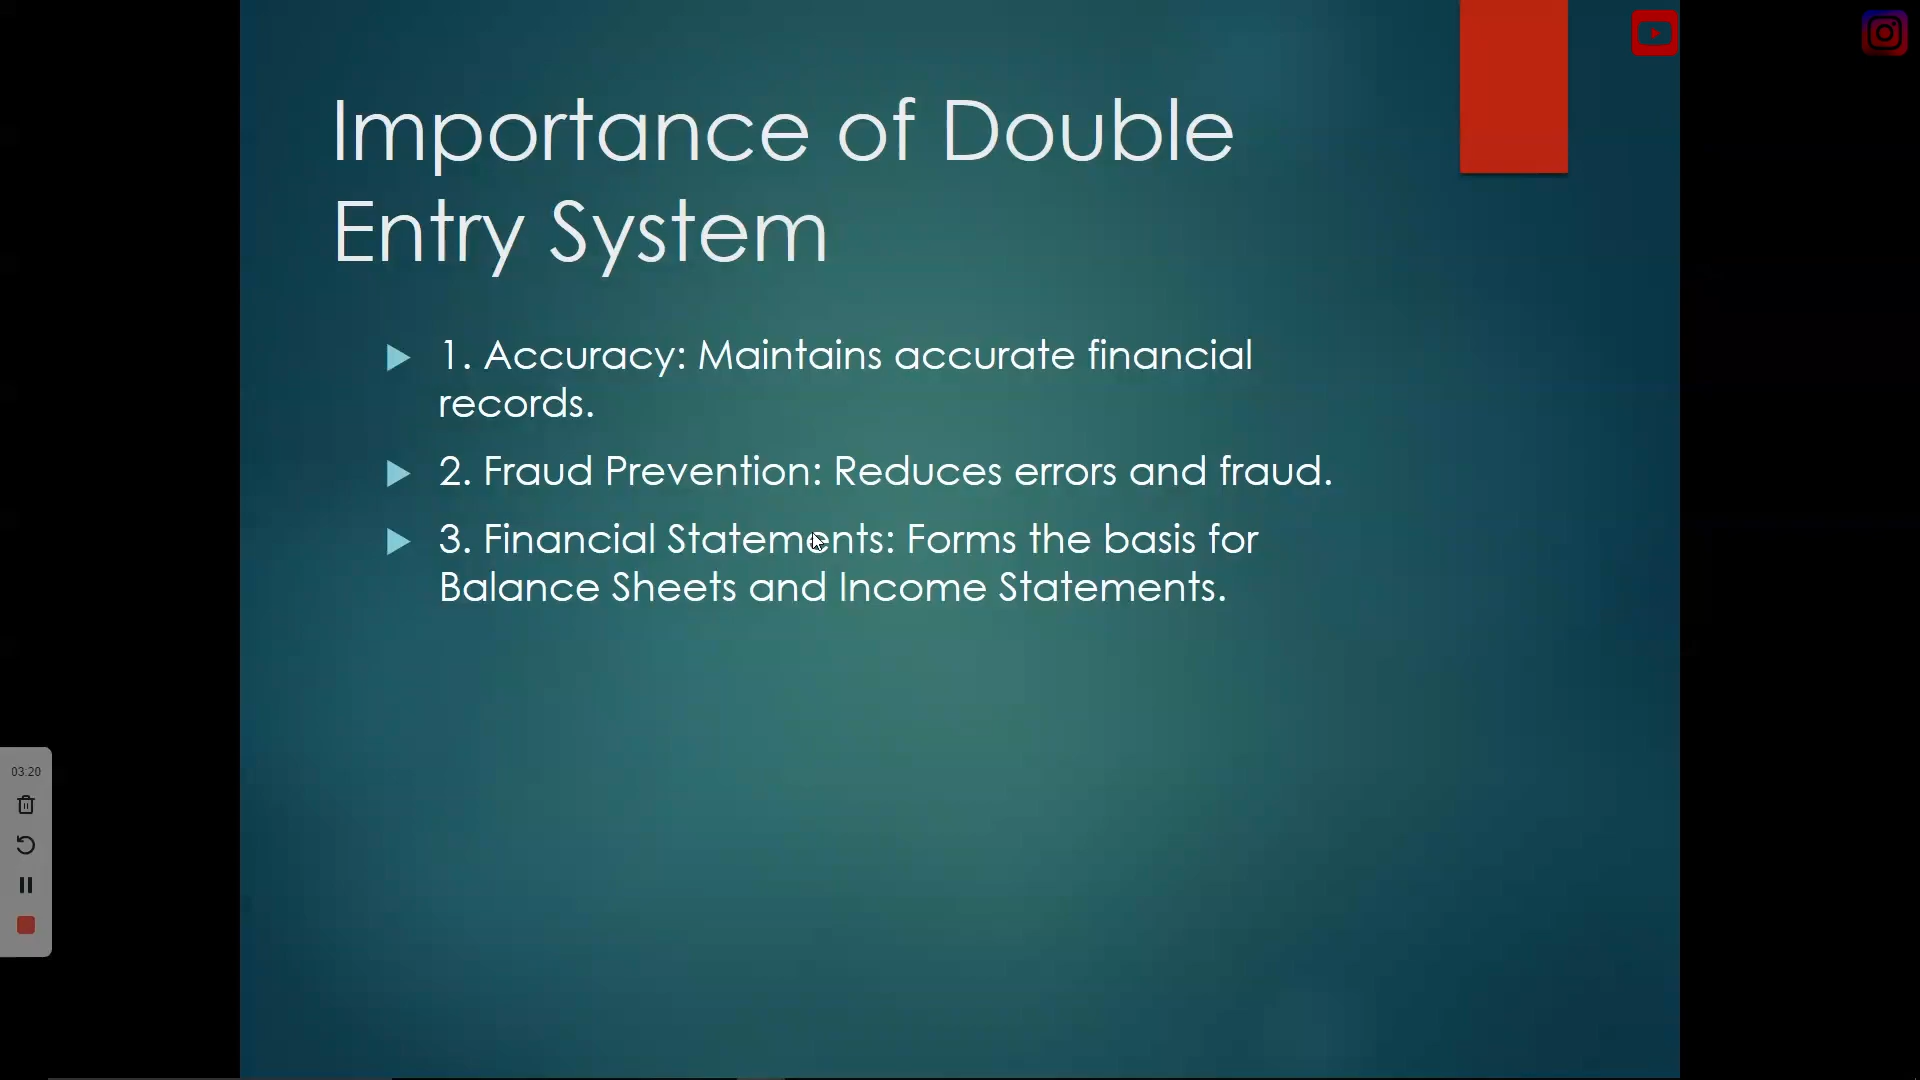 Importance of Double
Entry System
1. Accuracy: Maintains accurate financial
records.
2. Fraud Prevention: Reduces errors and fraud.
3. Financial Statements: Forms the basis for
Balance Sheets and Income Statements.
03:20